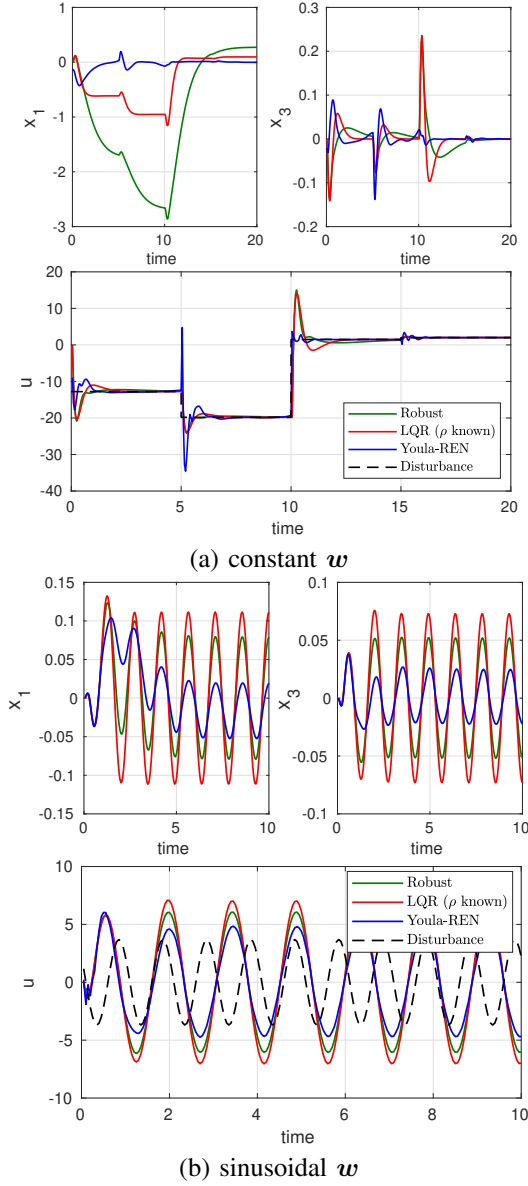 1
0
-1
-2
-3
x1
0
10
20
time
0.3
0.2
0.1
0
-0.1
-0.2
x3
0
10
20
time
20
10
0
-10
-20
-30
-40
u
0
5
10
15
20
time
Robust
LQR (ρ known)
Youla-REN
Disturbance
(a) constant w
0.15
0.1
0.05
0
-0.05
-0.1
-0.15
x1
0
5
10
time
0.1
0.05
0
-0.05
-0.1
x3
0
5
10
time
10
5
0
-5
-10
u
0
2
4
6
8
10
time
Robust
LQR (ρ known)
Youla-REN
Disturbance
(b) sinusoidal w